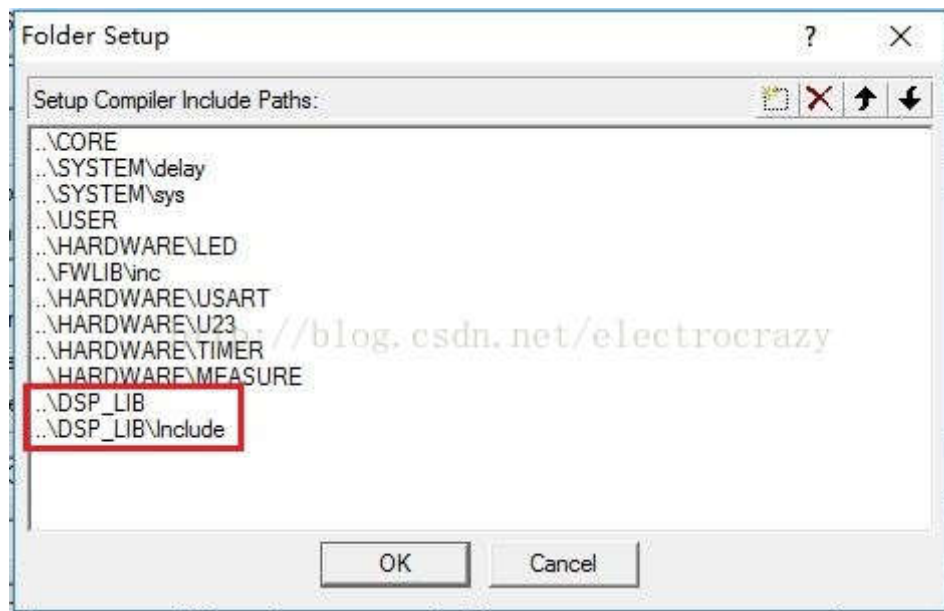 Folder Setup
Setup Compiler Include Paths:
..\CORE
..\SYSTEM\delay
..\SYSTEM\sys
..\USER
..\HARDWARE\LED
..\FWLIB\inc
..\HARDWARE\USART
..\HARDWARE\U23
http://blog.csdn.net/electrocrazy
..\HARDWARE\TIMER
..\HARDWARE\MEASURE
..\DSP_LIB
..\DSP_LIB\Include
OK Cancel